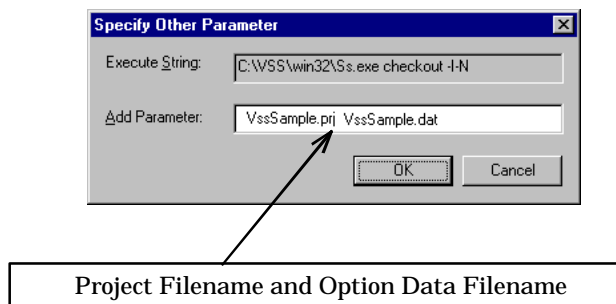 Specify Other Parameter
Execute String: C:\VSS\win32\Ss.exe checkout -I-N
Add Parameter: VssSample.prj VssSample.dat
OK Cancel
Project Filename and Option Data Filename